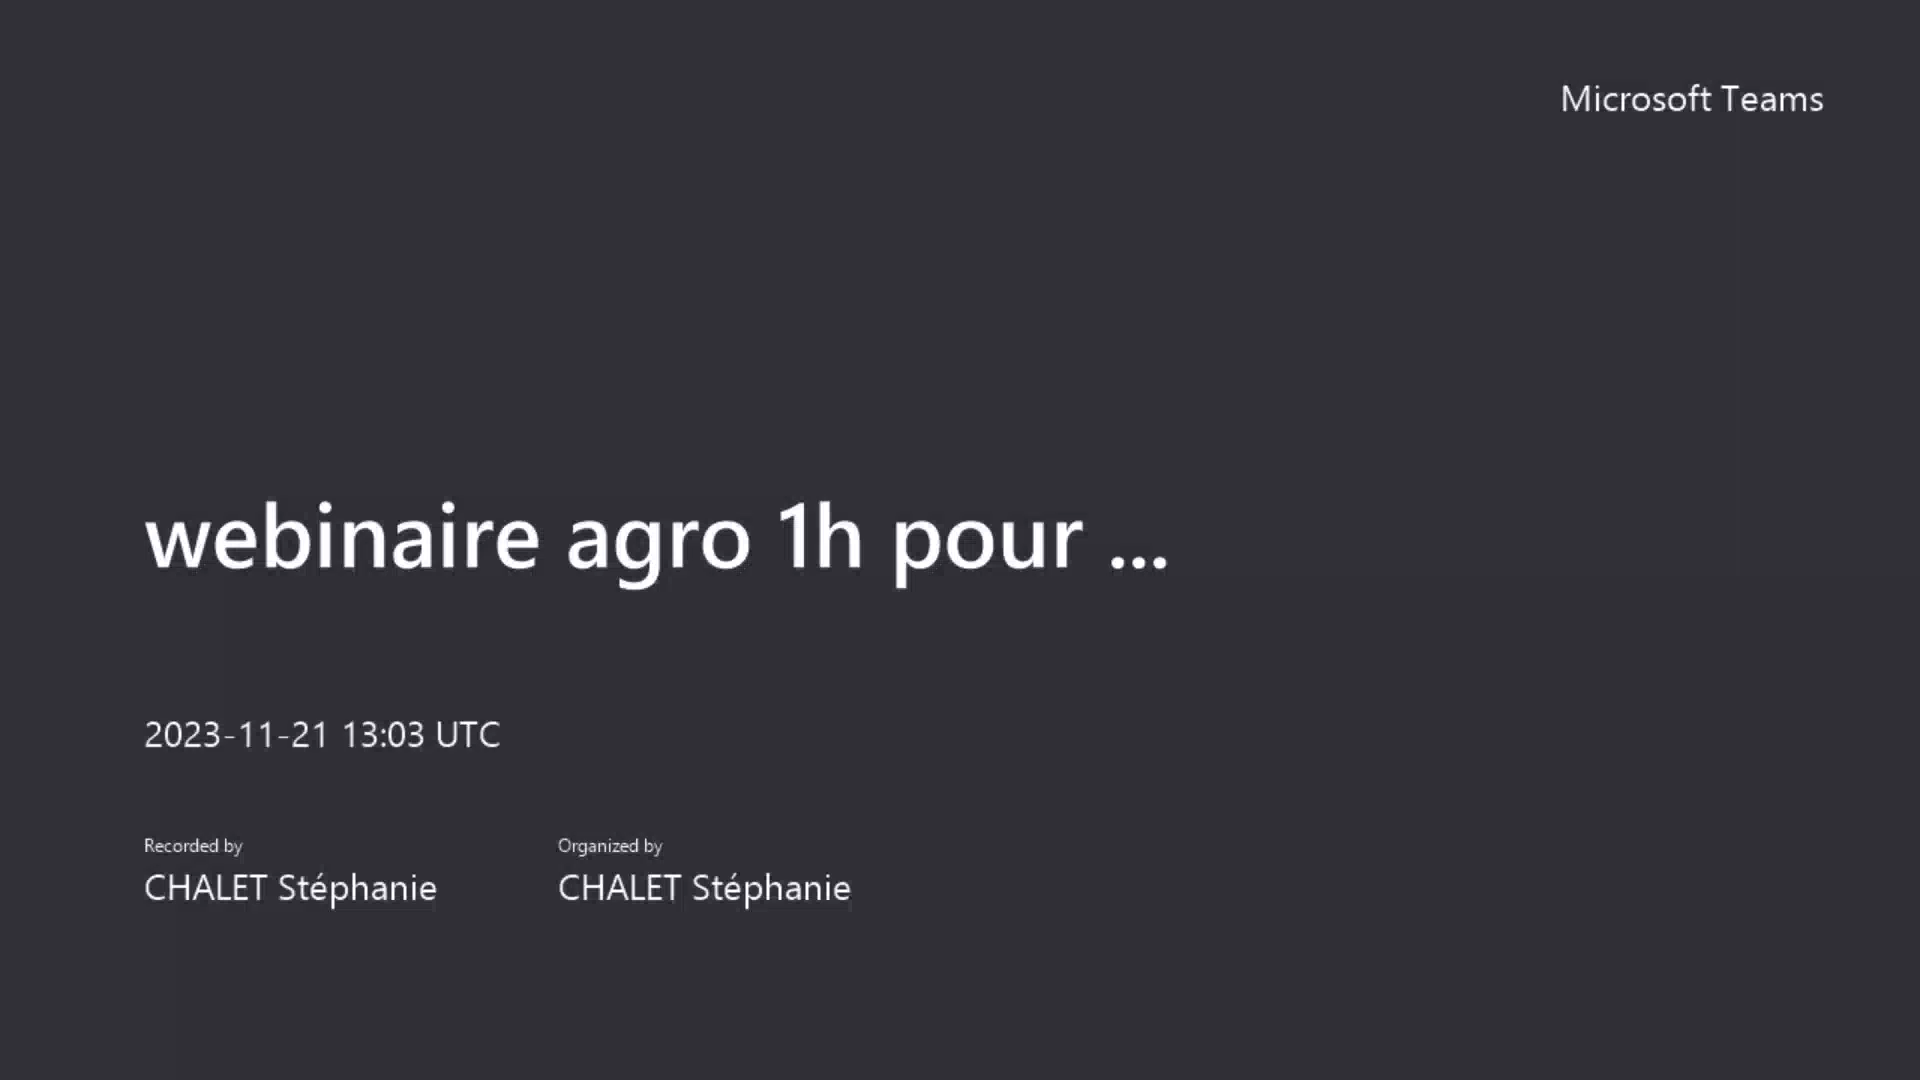 Microsoft Teams
webinaire agro 1h pour ...
2023-11-21 13:03 UTC
Recorded by
CHALET Stéphanie
Organized by
CHALET Stéphanie